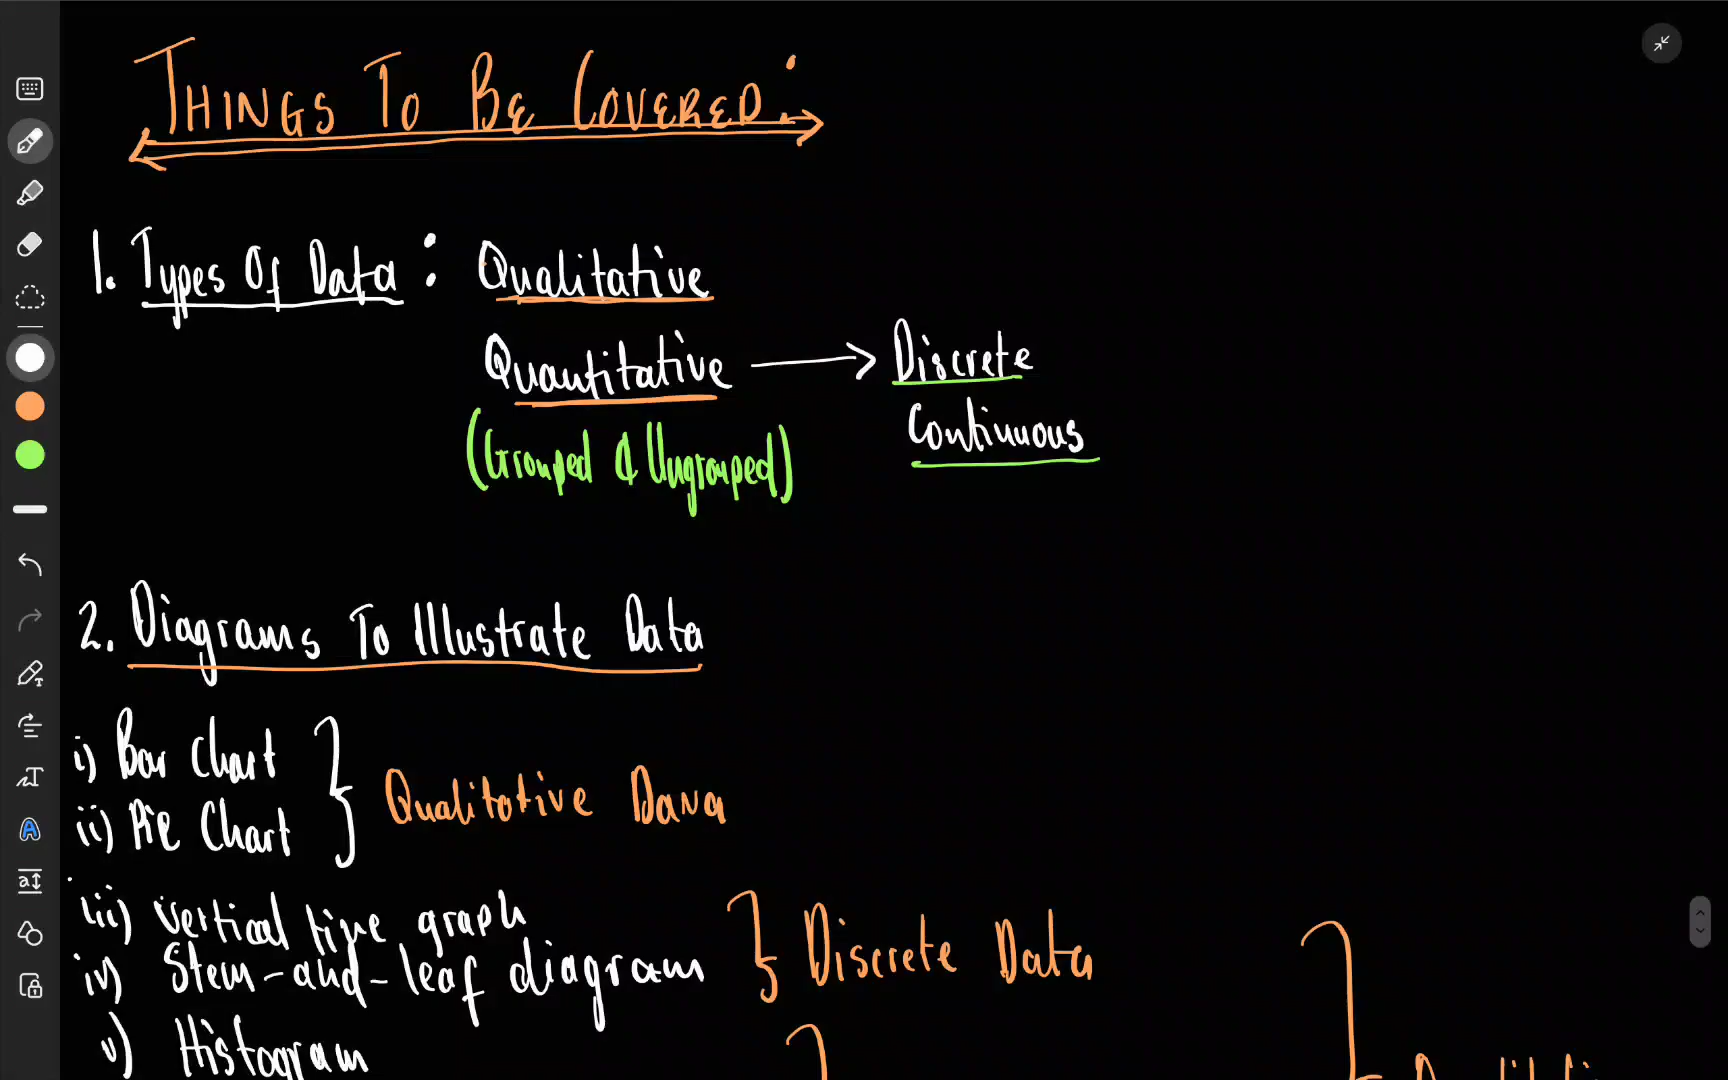 THINGS TO BE COVERED:
1. Types Of Data: Qualitative
Quantitative → Discrete
(Grouped & Ungrouped)
Continuous
2. Diagrams To Illustrate Data
i) Bar Chart
ii) Pie Chart
Qualitative Data
iii) Vertical line graph
iv) Stem-and-leaf diagram
Discrete Data
v) Histogram